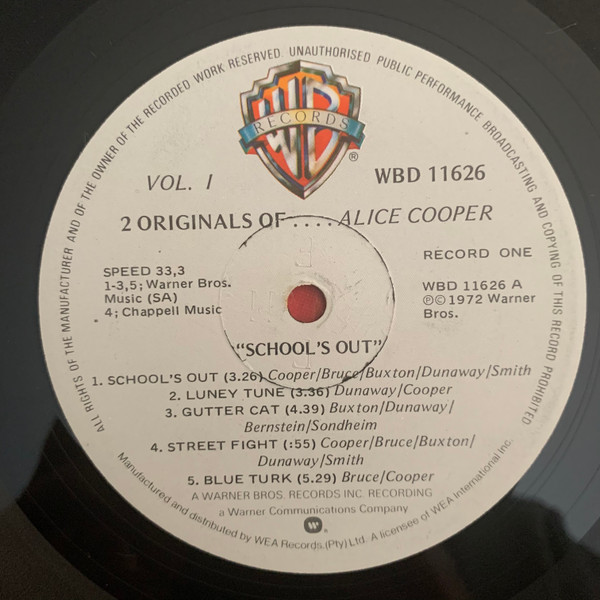 ALL RIGHTS OF THE MANUFACTURER AND OF THE OWNER OF THE RECORDED WORK RESERVED. UNAUTHORISED PUBLIC PERFORMANCE BROADCASTING AND COPYING OF THIS RECORD PROHIBITED
WB
RECORDS
®
VOL. I
WBD 11626
2 ORIGINALS OF....ALICE COOPER
SPEED 33,3
1-3,5; Warner Bros.
Music (SA)
4; Chappell Music
RECORD ONE
WBD 11626 A
℗©1972 Warner
Bros.
"SCHOOL'S OUT"
1. SCHOOL'S OUT (3.26) Cooper/Bruce/Buxton/Dunaway/Smith
2. LUNEY TUNE (3.36) Dunaway/Cooper
3. GUTTER CAT (4.39) Buxton/Dunaway/
Bernstein/Sondheim
4. STREET FIGHT (:55) Cooper/Bruce/Buxton/
Dunaway/Smith
5. BLUE TURK (5.29) Bruce/Cooper
A WARNER BROS. RECORDS INC. RECORDING
a Warner Communications Company
Manufactured and distributed by WEA Records (Pty) Ltd. A licensee of WEA International Inc.